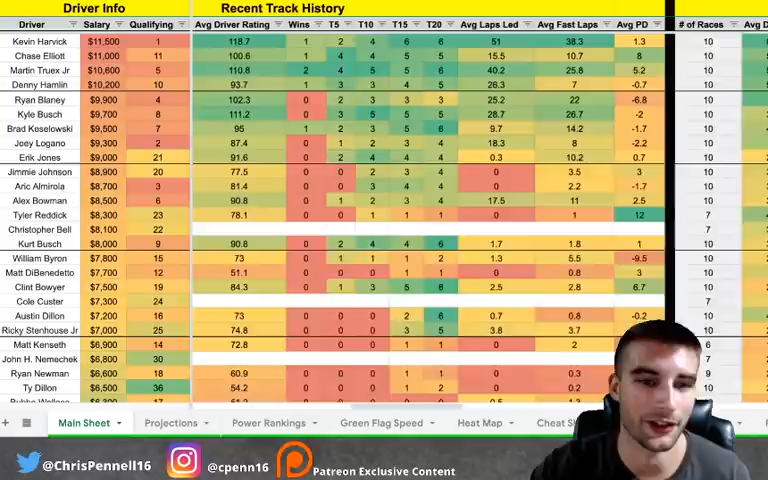 Driver Info Recent Track History
Driver Salary Qualifying Avg Driver Rating Wins T5 T10 T15 T20 Avg Laps Led Avg Fast Laps Avg PD # of Races
Kevin Harvick $11,500 1 118.7 1 2 4 6 6 51 38.3 1.3 10
Chase Elliott $11,000 11 100.6 1 4 4 5 5 15.5 10.7 8 10
Martin Truex Jr $10,600 5 110.8 2 4 5 5 6 40.2 25.8 5.2 10
Denny Hamlin $10,200 10 93.7 1 3 3 4 5 26.3 7 -0.7 10
Ryan Blaney $9,900 4 102.3 0 2 3 3 3 25.2 22 -6.8 10
Kyle Busch $9,700 8 111.2 0 3 5 5 5 28.7 26.7 -2 10
Brad Keselowski $9,500 7 95 1 2 3 5 6 9.7 14.2 -1.7 10
Joey Logano $9,300 2 87.4 0 1 2 3 4 18.3 8 -2.2 10
Erik Jones $9,000 21 91.6 0 2 4 4 4 0.3 10.2 0.7 10
Jimmie Johnson $8,900 20 77.5 0 0 2 3 4 0 3.5 3 10
Aric Almirola $8,700 3 81.4 0 0 3 4 4 0 2.2 -1.7 10
Alex Bowman $8,500 6 90.8 0 1 2 3 4 17.5 11 2.5 10
Tyler Reddick $8,300 23 78.1 0 0 1 1 1 0 1 12 7
Christopher Bell $8,100 22 7
Kurt Busch $8,000 9 90.8 0 2 4 4 6 1.7 1.8 1 10
William Byron $7,800 15 73 0 1 1 1 2 1.3 5.5 -9.5 10
Matt DiBenedetto $7,700 12 51.1 0 0 0 1 1 0 0.8 3 10
Clint Bowyer $7,500 19 84.3 0 1 3 5 6 2.5 2.8 6.7 10
Cole Custer $7,300 24 7
Austin Dillon $7,200 16 73 0 0 0 2 6 0.7 0.8 -0.2 10
Ricky Stenhouse Jr $7,000 25 74.8 0 0 0 3 5 3.8 3.7 10
Matt Kenseth $6,900 14 72.8 0 0 0 1 1 0 2 6
John H. Nemechek $6,800 30 7
Ryan Newman $6,600 18 60.9 0 0 0 1 1 0 0.3 9
Ty Dillon $6,500 36 54.2 0 0 0 1 2 0 0.2 10
Main Sheet Projections Power Rankings Green Flag Speed Heat Map Cheat
@ChrisPennell16 @cpenn16 Patreon Exclusive Content